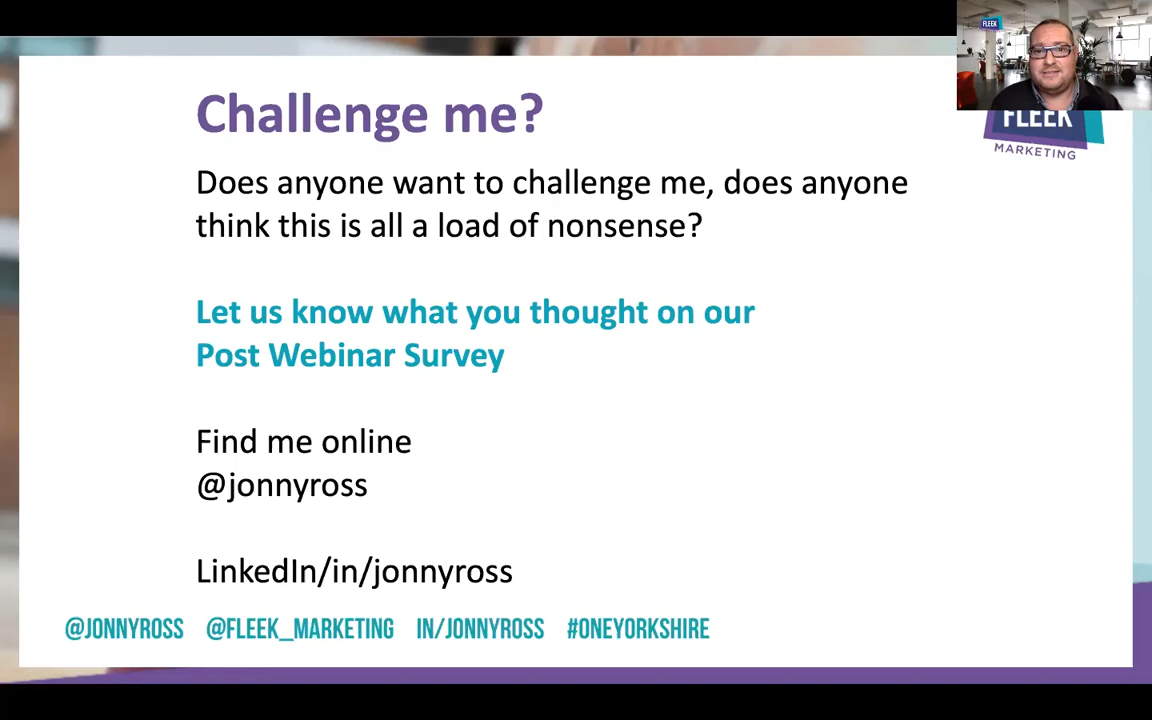 FLEEK
Challenge me?
FLEEK
MARKETING
Does anyone want to challenge me, does anyone
think this is all a load of nonsense?
Let us know what you thought on our
Post Webinar Survey
Find me online
@jonnyross
LinkedIn/in/jonnyross
@JONNYROSS @FLEEK_MARKETING IN/JONNYROSS #ONEYORKSHIRE